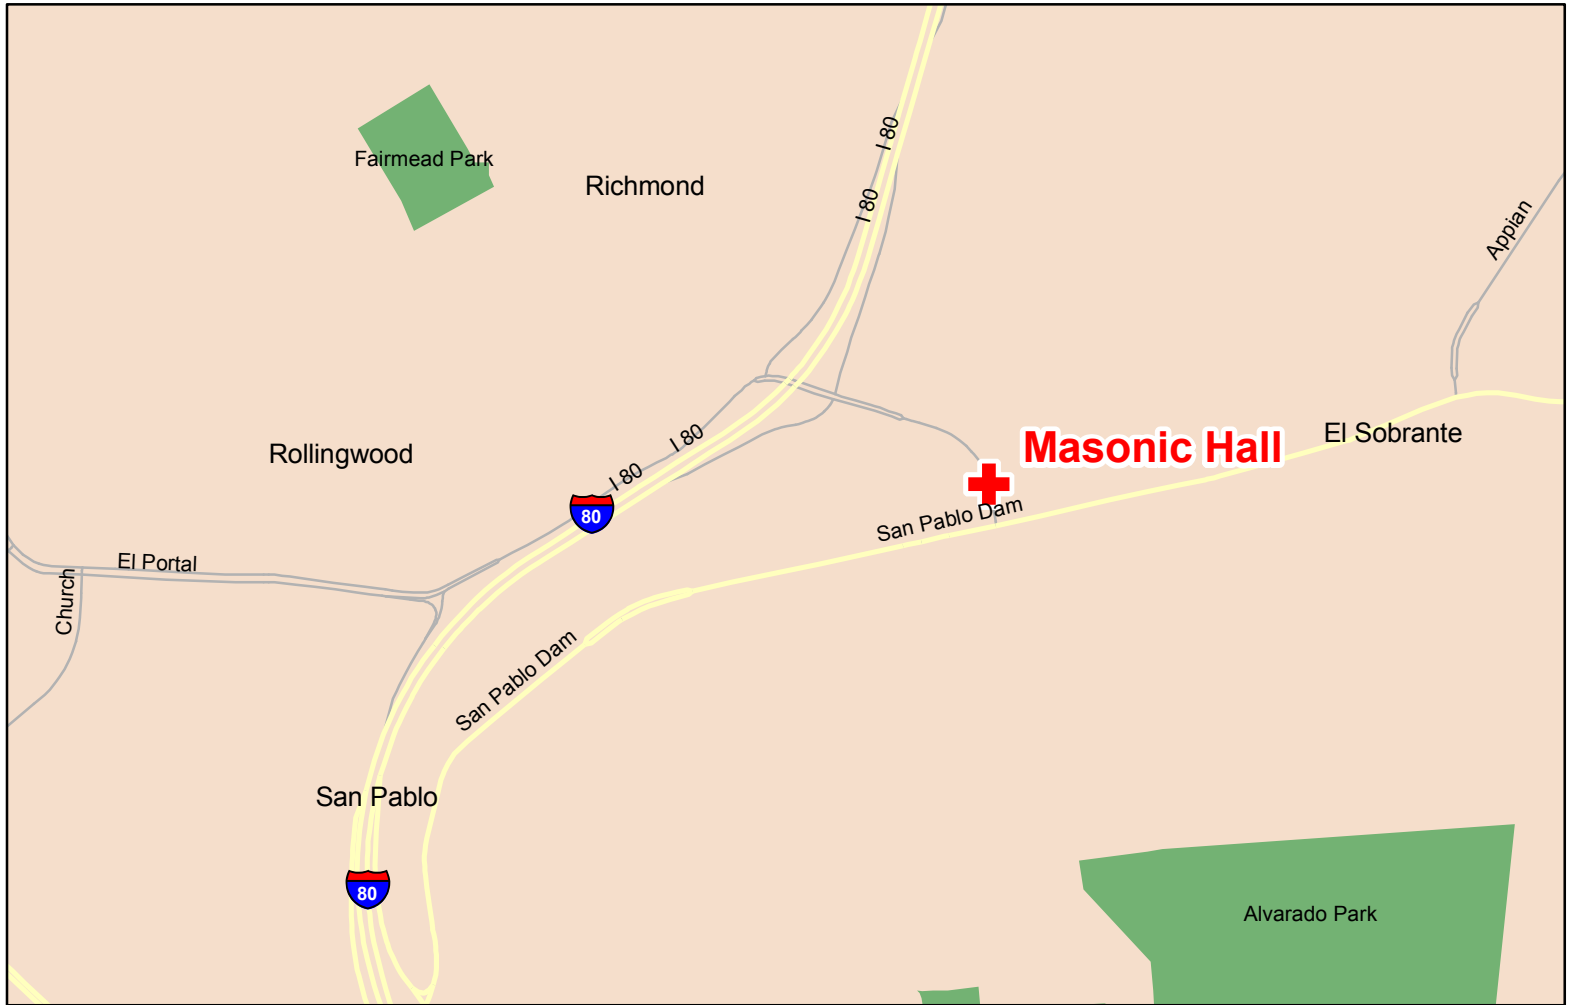 I 80
Fairmead Park
Richmond
I 80
Appian
Masonic Hall
El Sobrante
I 80
Rollingwood
I 80
80
San Pablo Dam
El Portal
Church
San Pablo Dam
San Pablo
80
Alvarado Park